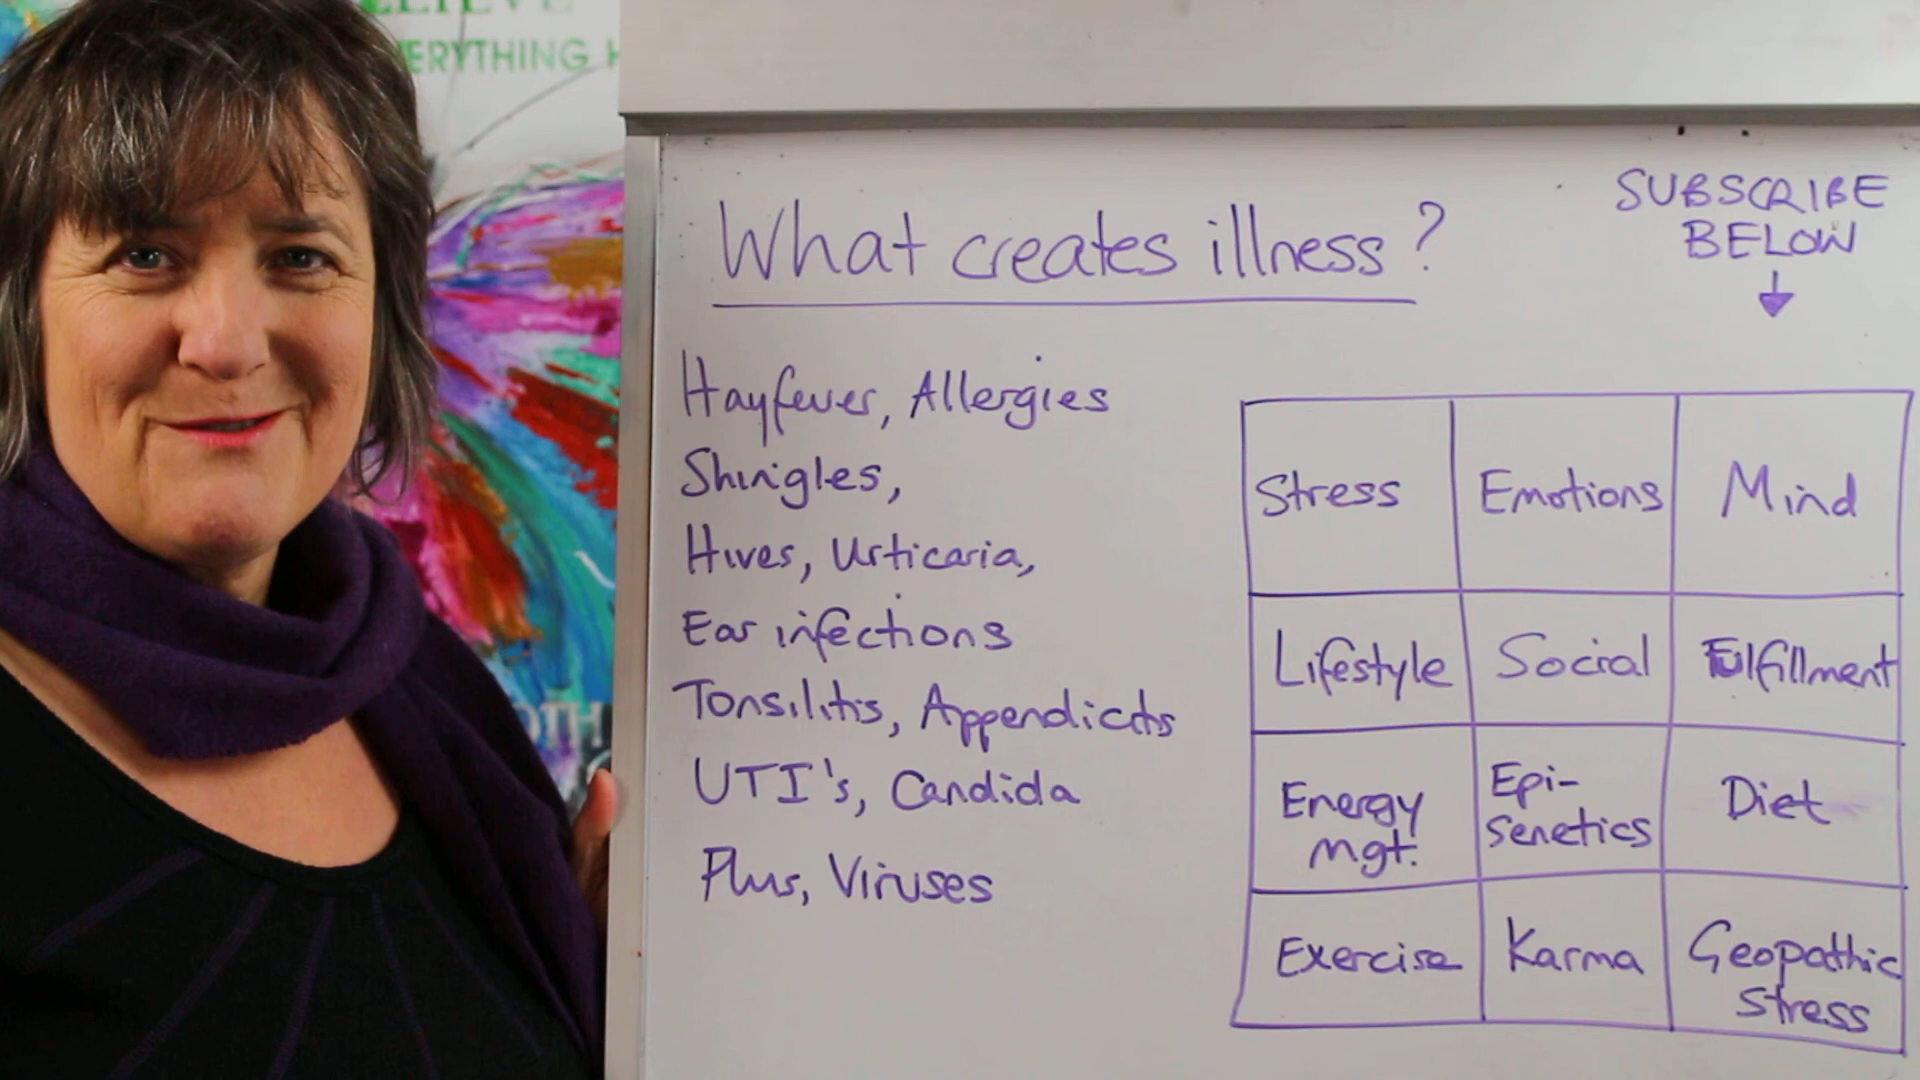 ERYTHING H
What creates illness?
SUBSCRIBE
BELOW
Hayfever, Allergies
Shingles,
Hives, Urticaria,
Ear infections
Tonsilitis, Appendicits
UTI's, Candida
Plus, Viruses
Stress Emotions Mind
Lifestyle Social Fulfillment
Energy
mgt.
Epi-
genetics
Diet
Exercise Karma Geopathic
Stress